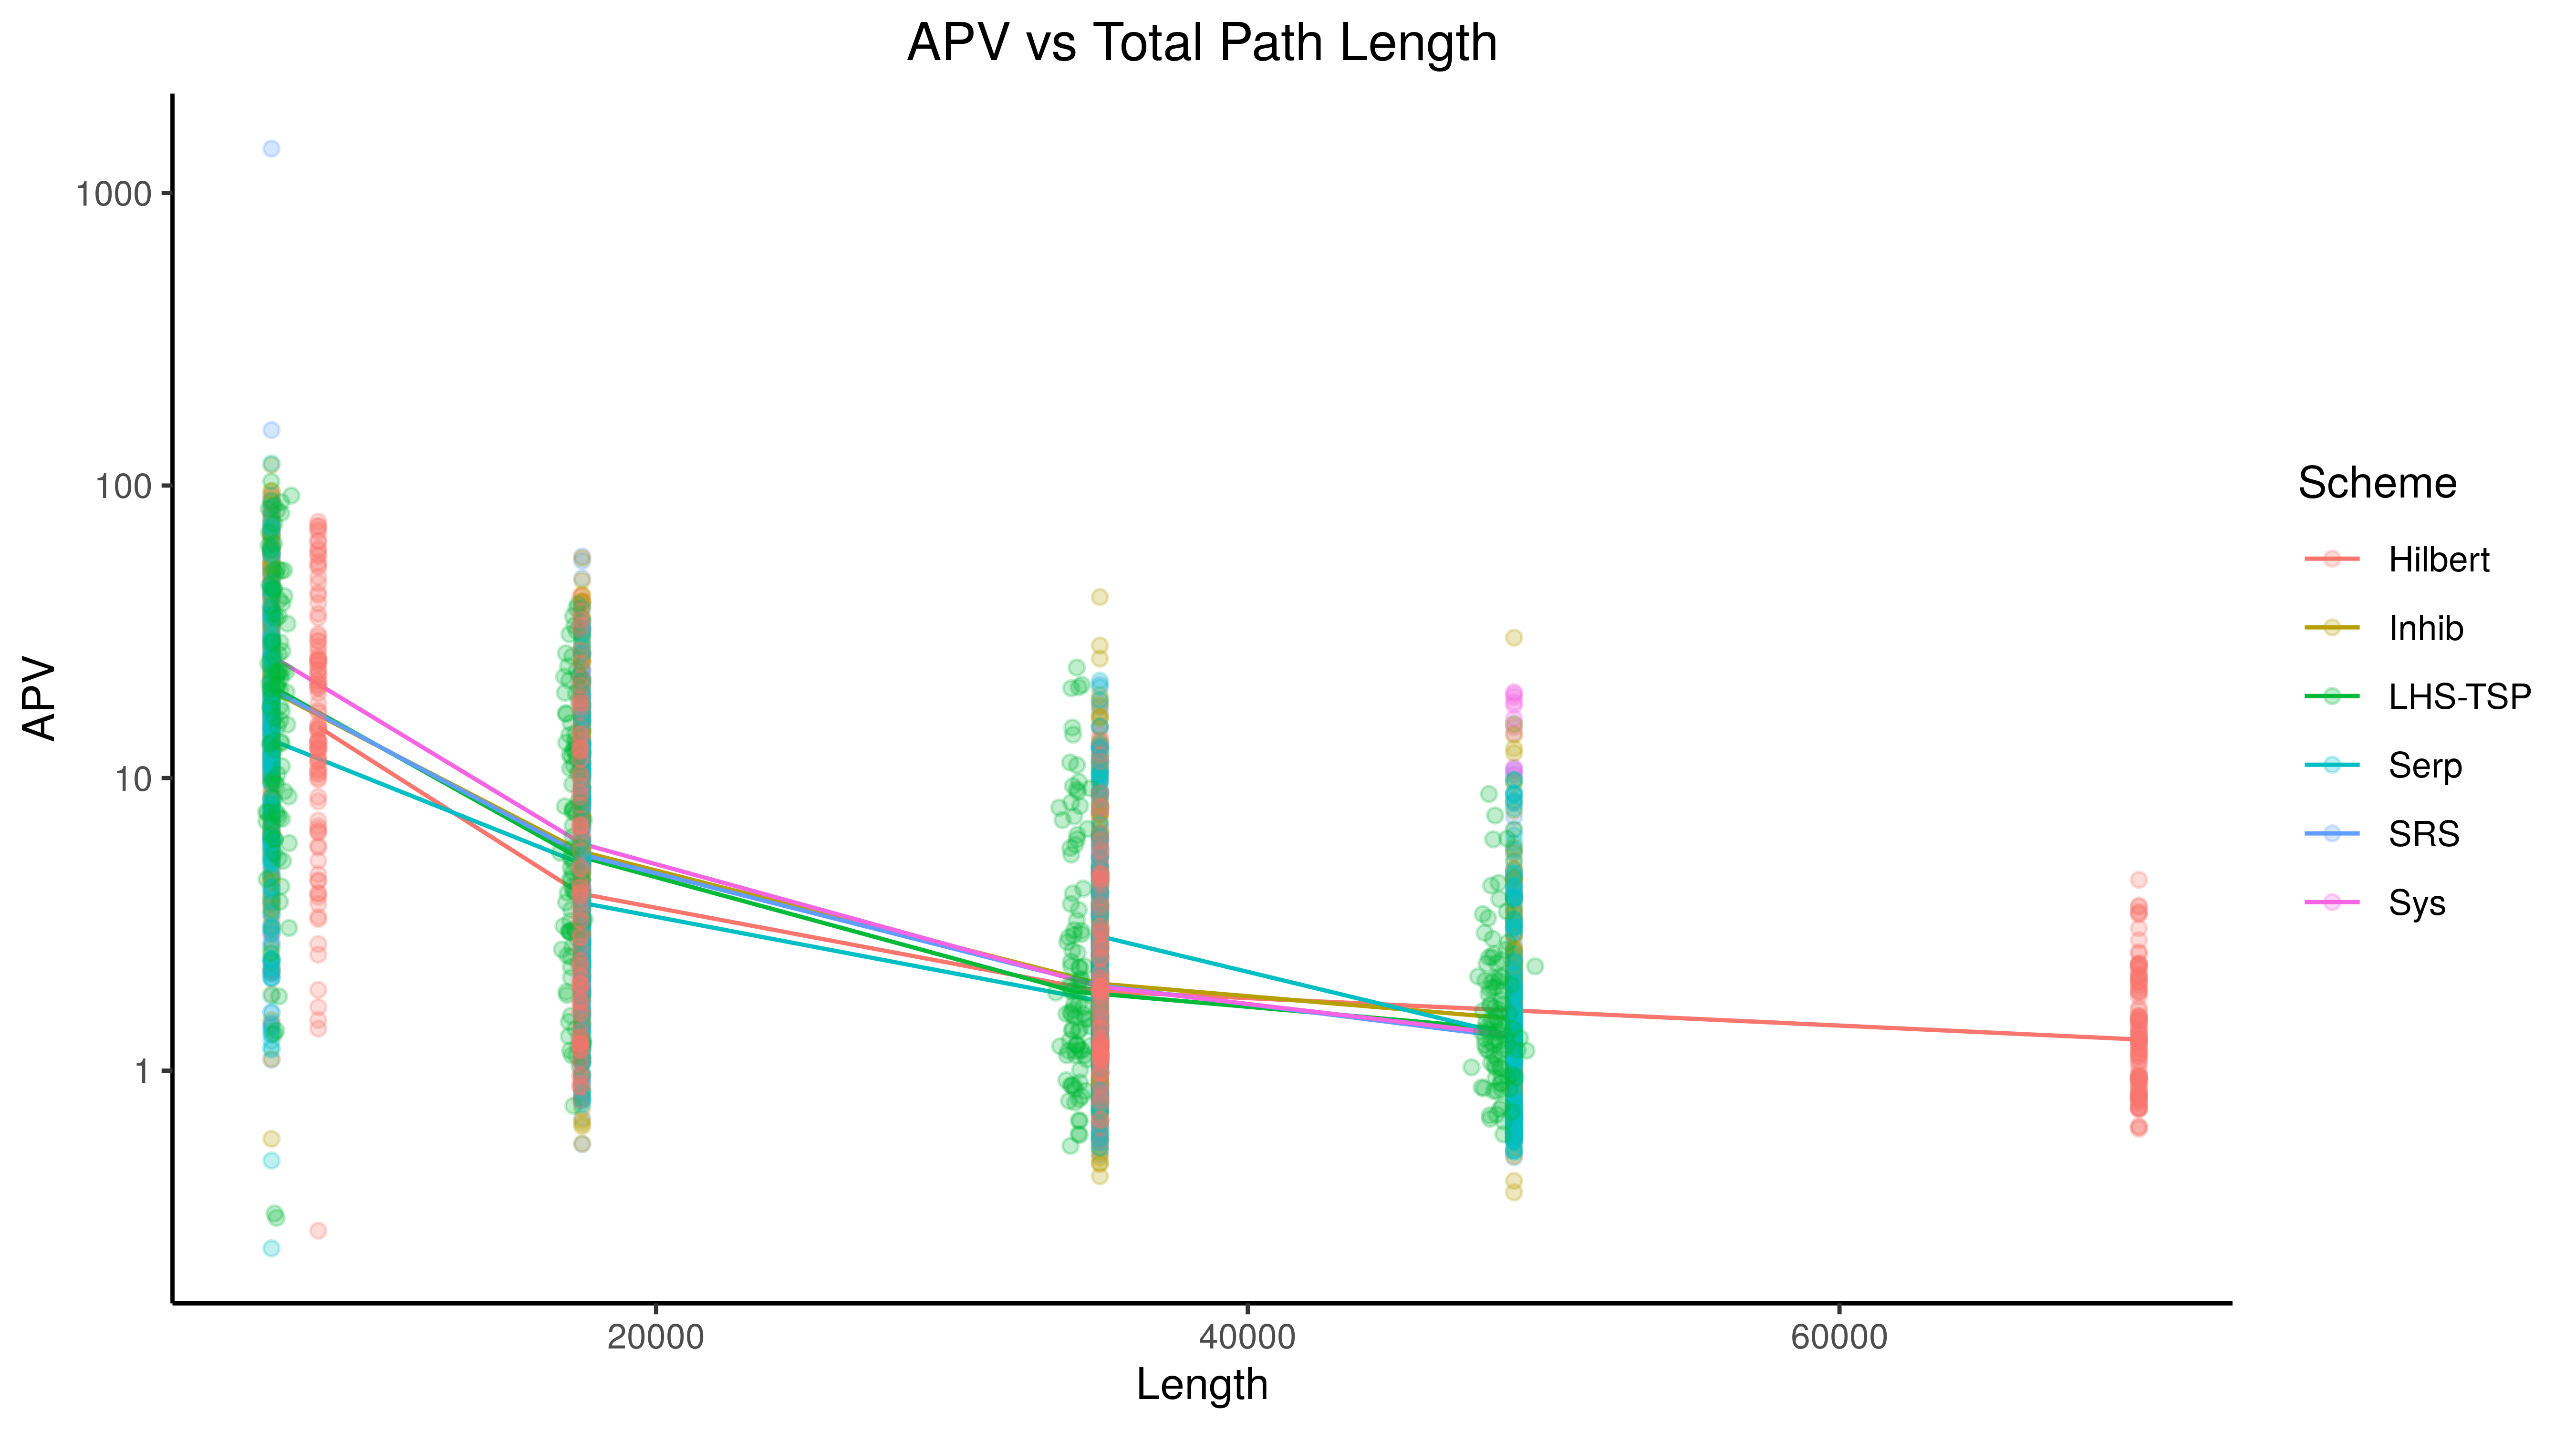 APV vs Total Path Length
APV
1000
100
10
1
20000
40000
60000
Length
Scheme
Hilbert
Inhib
LHS-TSP
Serp
SRS
Sys